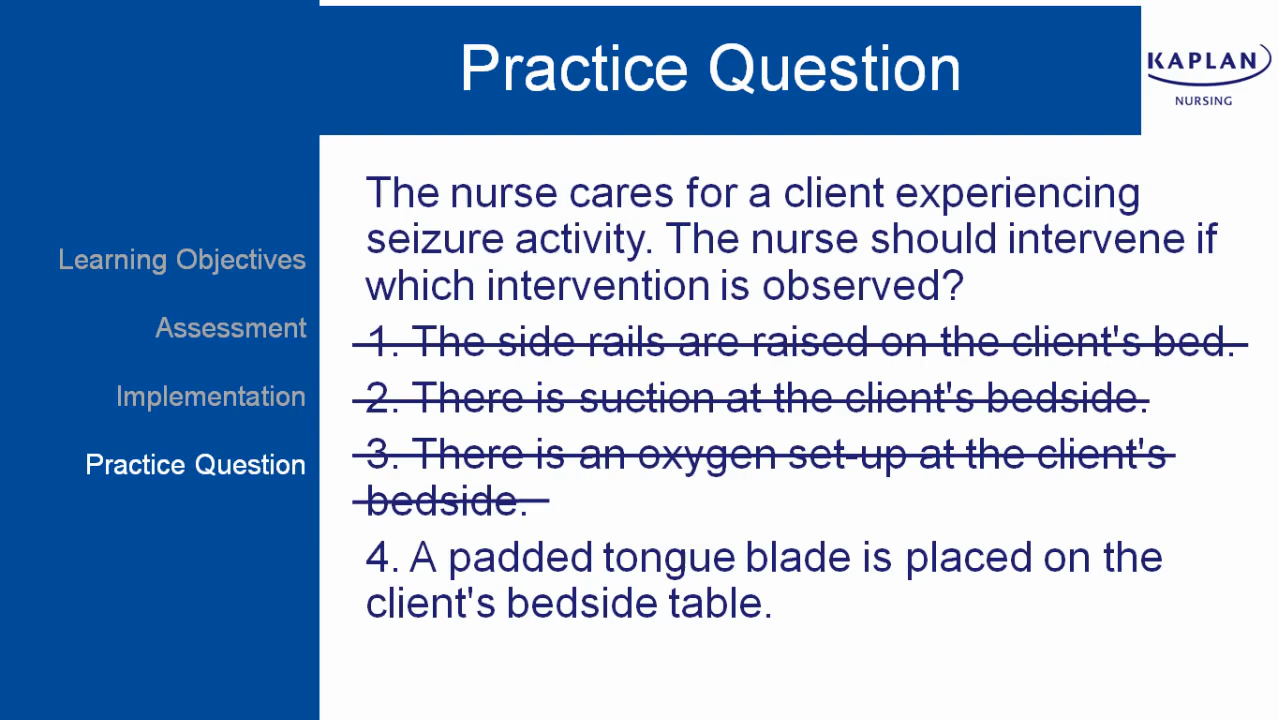 Practice Question
KAPLAN
NURSING
Learning Objectives
Assessment
Implementation
Practice Question
The nurse cares for a client experiencing
seizure activity. The nurse should intervene if
which intervention is observed?
1. The side rails are raised on the client's bed.
2. There is suction at the client's bedside.
3. There is an oxygen set-up at the client's
bedside.
4. A padded tongue blade is placed on the
client's bedside table.